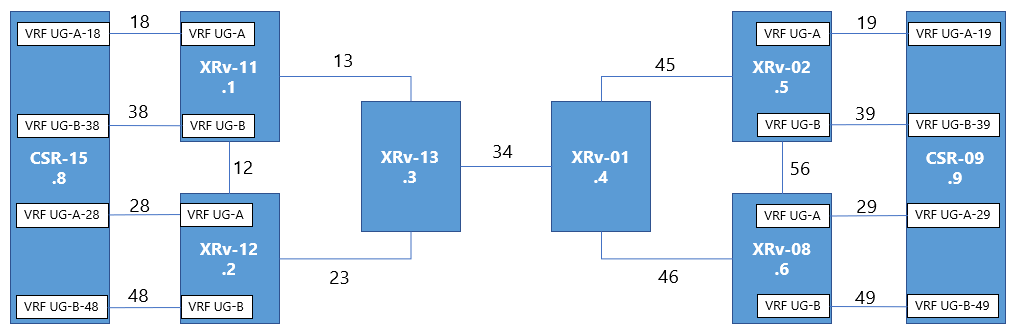 18
VRF UG-A-18
VRF UG-A
38
VRF UG-B-38
VRF UG-B
XRv-11
.1
CSR-15
.8
12
28
VRF UG-A-28
VRF UG-A
XRv-12
.2
48
VRF UG-B-48
VRF UG-B
13
23
XRv-13
.3
34
XRv-01
.4
45
46
19
VRF UG-A
VRF UG-A-19
XRv-02
.5
39
VRF UG-B
VRF UG-B-39
CSR-09
.9
56
29
VRF UG-A
VRF UG-A-29
XRv-08
.6
49
VRF UG-B
VRF UG-B-49